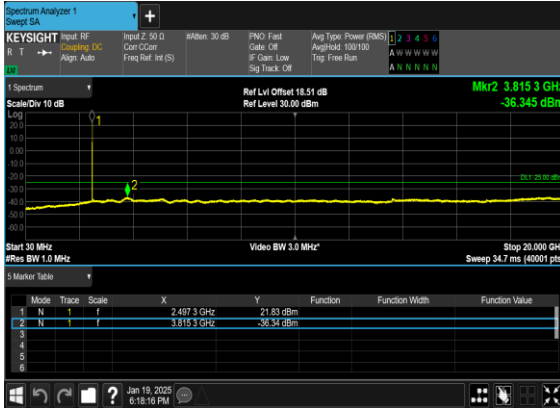 Spectrum Analyzer 1
Swept SA
+
KEYSIGHT Input: RF Input Z: 50 Ω #Atten: 30 dB PNO: Fast Avg Type: Power (RMS) 1 2 3 4 5 6
R T Coupling: DC Corr CCorr Gate: Off Avg|Hold: 100/100 A W W W W W
Align: Auto Freq Ref: Int (S) IF Gain: Low Trig: Free Run
Sig Track: Off A N N N N N
1 Spectrum Ref Lvl Offset 18.51 dB Mkr2 3.815 3 GHz
Scale/Div 10 dB Ref Level 30.00 dBm -36.345 dBm
Log
20.0
10.0
0.00
-10.0
-20.0
-30.0
-40.0
-50.0
-60.0
1
2
Start 30 MHz Video BW 3.0 MHz* Stop 20.000 GH
#Res BW 1.0 MHz Sweep 34.7 ms (40001 pts
5 Marker Table
Mode Trace Scale X Y Function Function Width Function Value
1 N 1 f 2.497 3 GHz 21.83 dBm
2 N 1 f 3.815 3 GHz -36.34 dBm
3
4
5
6
? Jan 19, 2025
6:18:16 PM